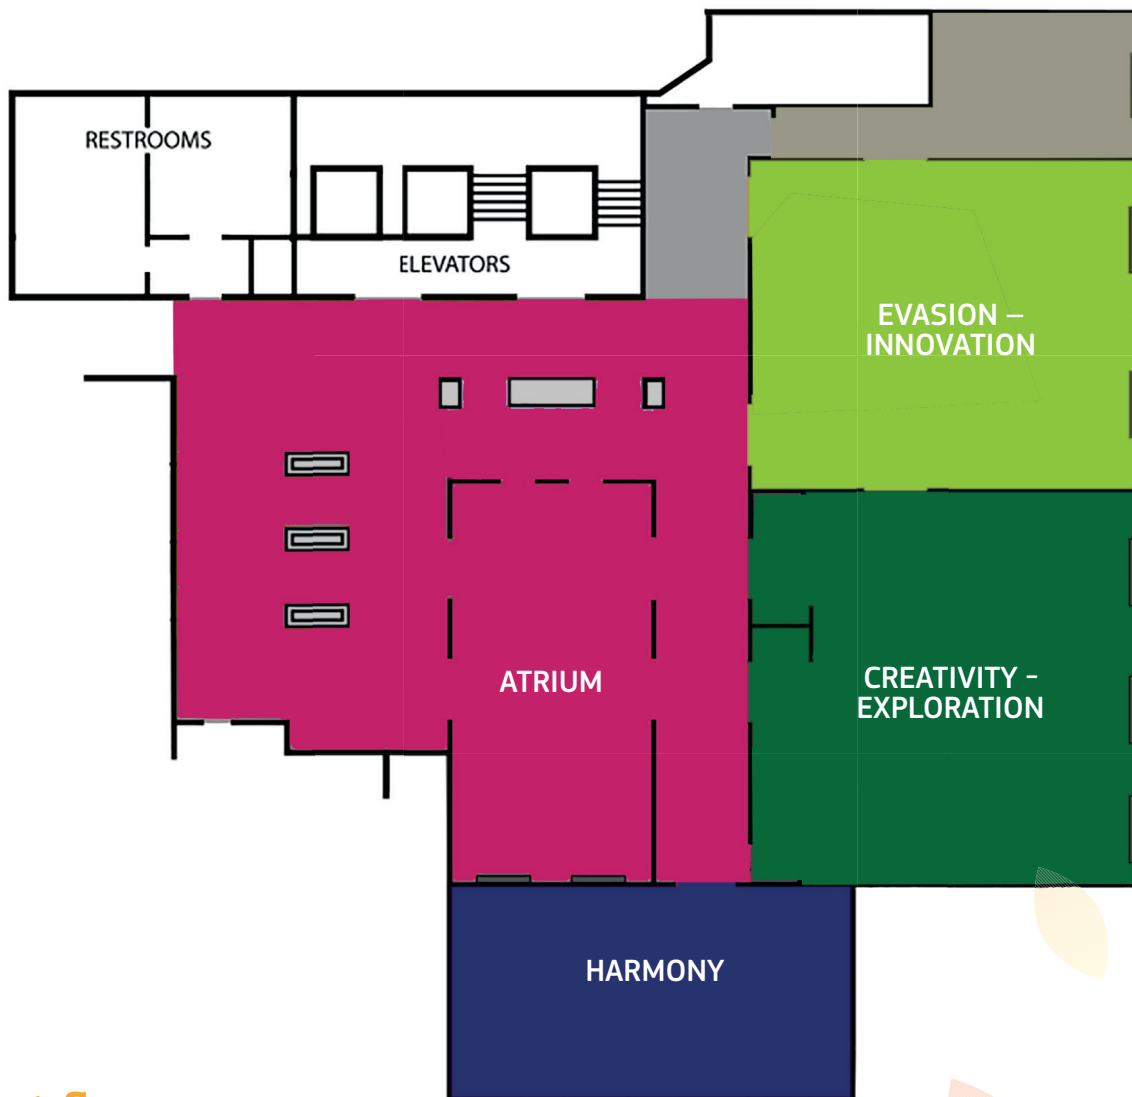 RESTROOMS
ELEVATORS
EVASION –
INNOVATION
ATRIUM
CREATIVITY -
EXPLORATION
HARMONY